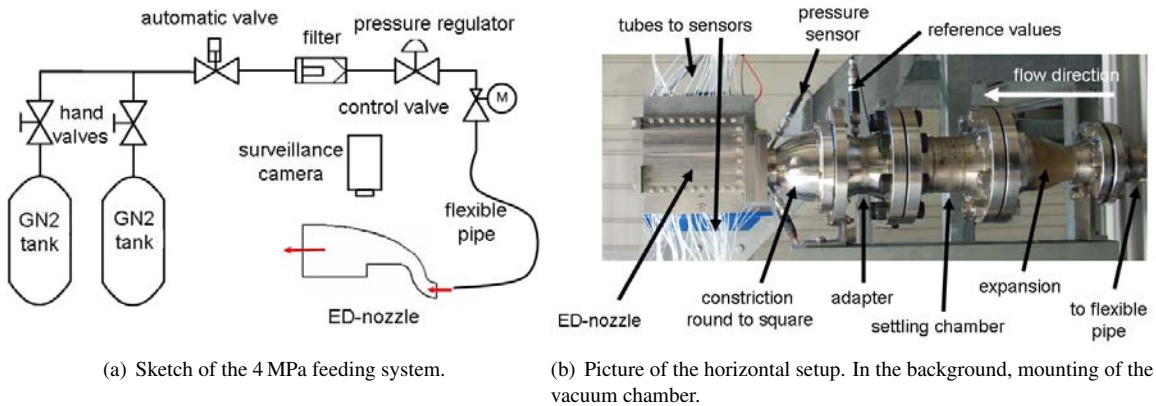 automatic valve
filter
pressure regulator
control valve
M
hand
valves
surveillance
camera
GN2
tank
GN2
tank
flexible
pipe
ED-nozzle
(a) Sketch of the 4 MPa feeding system.
tubes to sensors
pressure
sensor
reference values
flow direction
ED-nozzle
constriction
round to square
adapter
settling chamber
expansion
to flexible
pipe
(b) Picture of the horizontal setup. In the background, mounting of the
vacuum chamber.